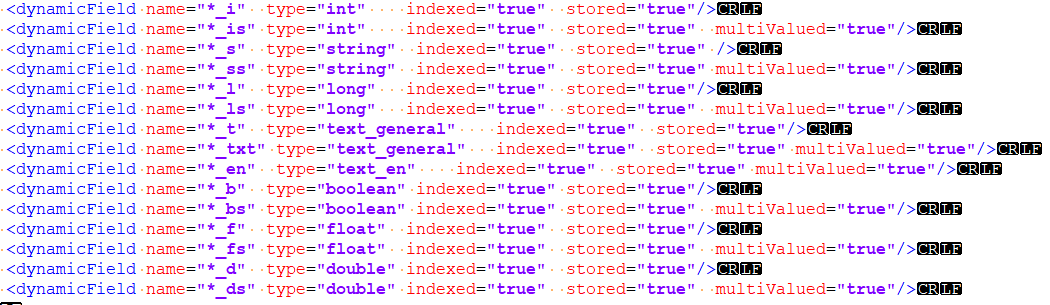 <dynamicField name="*_i"  type="int"    indexed="true"  stored="true"/>CRLF
<dynamicField name="*_is" type="int"    indexed="true"  stored="true"  multiValued="true"/>CRLF
<dynamicField name="*_s"  type="string"  indexed="true"  stored="true" />CRLF
<dynamicField name="*_ss" type="string"  indexed="true"  stored="true" multiValued="true"/>CRLF
<dynamicField name="*_l"  type="long"   indexed="true"  stored="true"/>CRLF
<dynamicField name="*_ls" type="long"   indexed="true"  stored="true"  multiValued="true"/>CRLF
<dynamicField name="*_t"  type="text_general"    indexed="true"  stored="true"/>CRLF
<dynamicField name="*_txt" type="text_general"   indexed="true"  stored="true" multiValued="true"/>CRLF
<dynamicField name="*_en"  type="text_en"    indexed="true"  stored="true" multiValued="true"/>CRLF
<dynamicField name="*_b"  type="boolean" indexed="true" stored="true"/>CRLF
<dynamicField name="*_bs" type="boolean" indexed="true" stored="true"  multiValued="true"/>CRLF
<dynamicField name="*_f"  type="float"  indexed="true"  stored="true"/>CRLF
<dynamicField name="*_fs" type="float"  indexed="true"  stored="true"  multiValued="true"/>CRLF
<dynamicField name="*_d"  type="double" indexed="true"  stored="true"/>CRLF
<dynamicField name="*_ds" type="double" indexed="true"  stored="true"  multiValued="true"/>CRLF